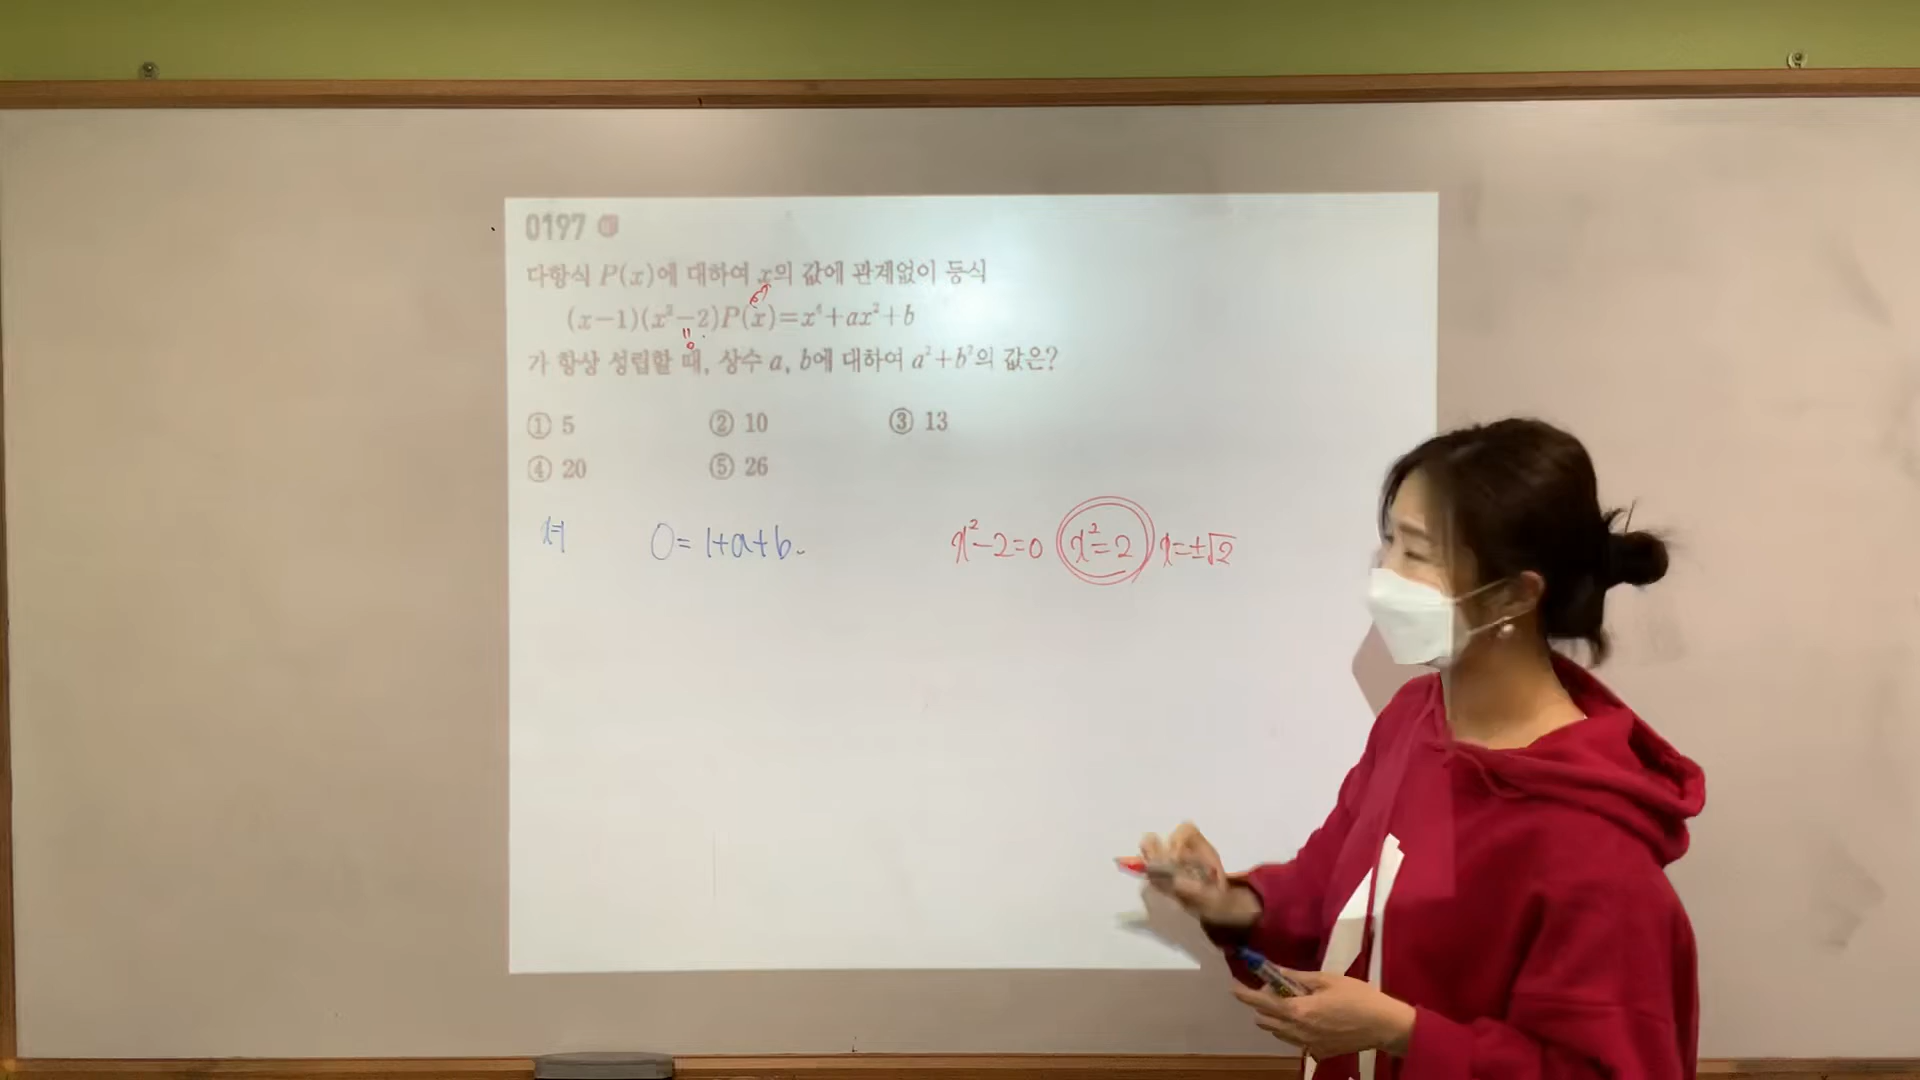 0197
다항식 P(x)에 대하여 x의 값에 관계없이 등식
(x-1)(x²-2)P(x)=x⁴+ax²+b
가 항상 성립할 때, 상수 a, b에 대하여 a²+b²의 값은?
① 5 ② 10 ③ 13
④ 20 ⑤ 26
x=1 0=1+a+b x²-2=0 x²=2 x=±√2